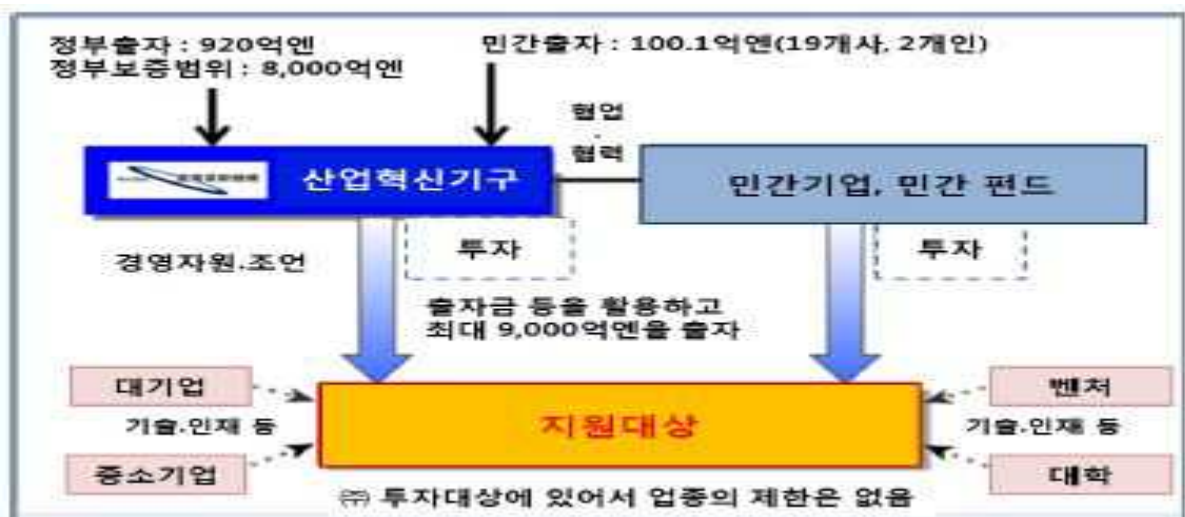 정부출자 : 920억엔
정부보증범위 : 8,000억엔
민간출자 : 100.1억엔(19개사, 2개인)
협업
·
협력
산업혁신기구
민간기업, 민간 펀드
경영자원.조언
투자
투자
출자금 등을 활용하고
최대 9,000억엔을 출자
대기업
벤처
기술.인재 등
지원대상
기술.인재 등
중소기업
대학
㈜ 투자대상에 있어서 업종의 제한은 없음